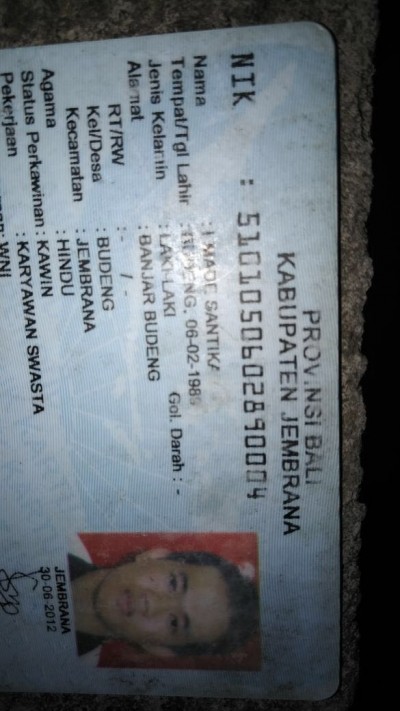 PROVINSI BALI
KABUPATEN JEMBRANA
NIK : 5101050602890004
Nama : I MADE SANTIKA
Tempat/Tgl Lahir : 06-02-1989
Jenis Kelamin : LAKI-LAKI Gol. Darah : -
Alamat : BANJAR BUDENG
RT/RW : - / -
Kel/Desa : BUDENG
Kecamatan : JEMBRANA
Agama : HINDU
Status Perkawinan : KAWIN
Pekerjaan : KARYAWAN SWASTA
: WNI
JEMBRANA
30-06-2012